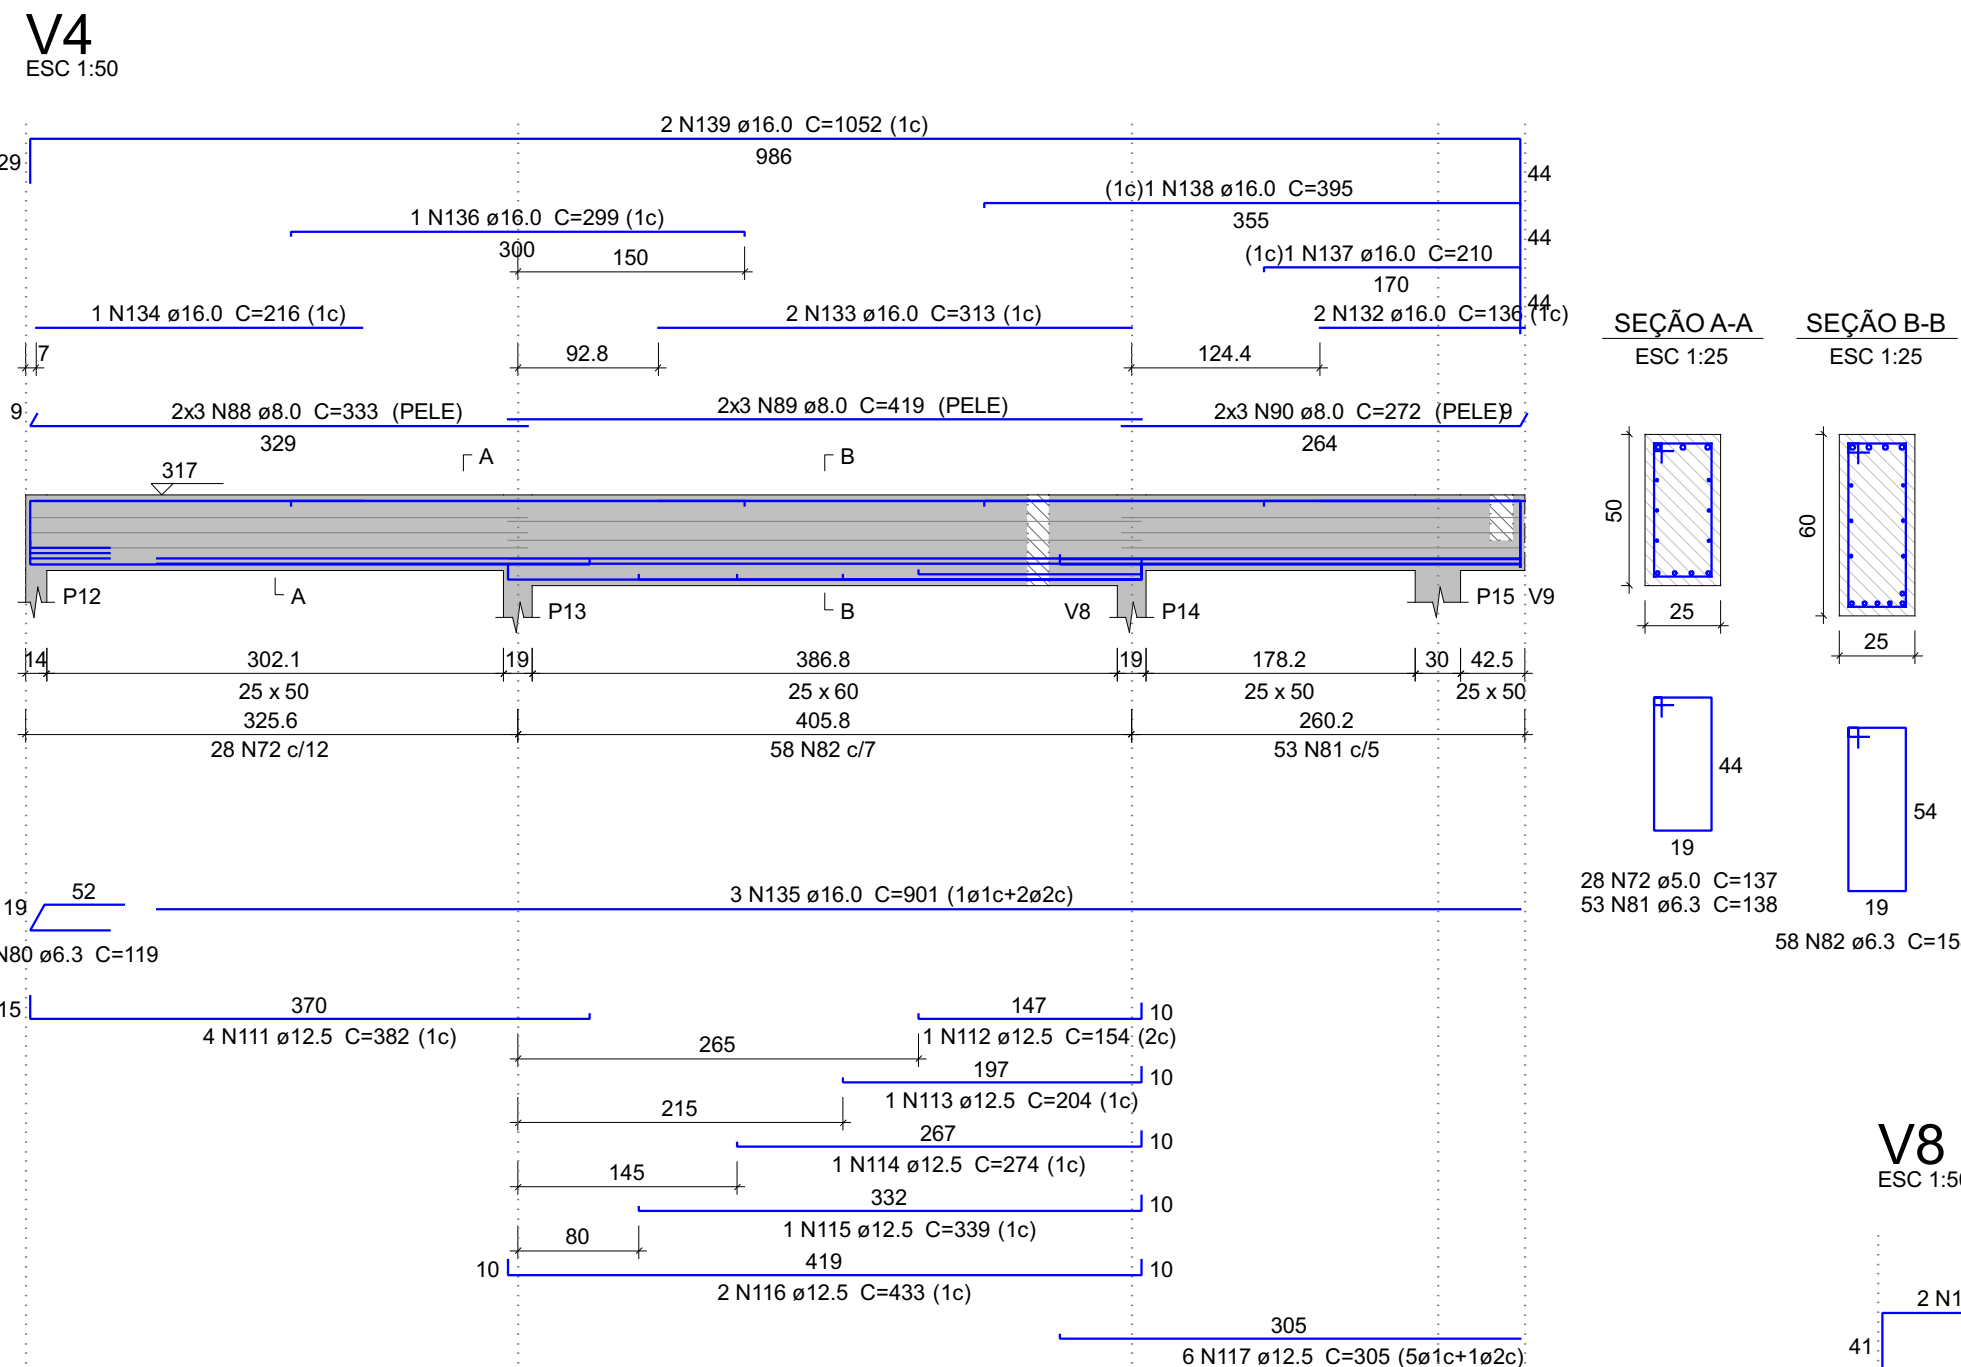 V4
ESC 1:50
2 N139 ø16.0 C=1052 (1c)
29
986
44
(1c)1 N138 ø16.0 C=395
355
44
1 N136 ø16.0 C=299 (1c)
300
150
(1c)1 N137 ø16.0 C=210
170
44
1 N134 ø16.0 C=216 (1c)
2 N133 ø16.0 C=313 (1c)
2 N132 ø16.0 C=136 (1c)
7
92.8
124.4
SEÇÃO A-A
ESC 1:25
SEÇÃO B-B
ESC 1:25
9
2x3 N88 ø8.0 C=333 (PELE)
329
2x3 N89 ø8.0 C=419 (PELE)
2x3 N90 ø8.0 C=272 (PELE)
9
264
A
B
317
50
25
60
25
P12
A
P13
B
V8
P14
P15
V9
14
302.1
19
386.8
19
178.2
30
42.5
25 x 50
25 x 60
25 x 50
25 x 50
325.6
405.8
260.2
28 N72 c/12
58 N82 c/7
53 N81 c/5
44
19
28 N72 ø5.0 C=137
53 N81 ø6.3 C=138
54
19
58 N82 ø6.3
19
52
N80 ø6.3 C=119
3 N135 ø16.0 C=901 (1ø1c+2ø2c)
15
370
4 N111 ø12.5 C=382 (1c)
147
10
1 N112 ø12.5 C=154 (2c)
265
197
10
1 N113 ø12.5 C=204 (1c)
215
267
10
1 N114 ø12.5 C=274 (1c)
145
332
10
1 N115 ø12.5 C=339 (1c)
80
10
419
10
2 N116 ø12.5 C=433 (1c)
305
6 N117 ø12.5 C=305 (5ø1c+1ø2c)
V8
ESC
2
41